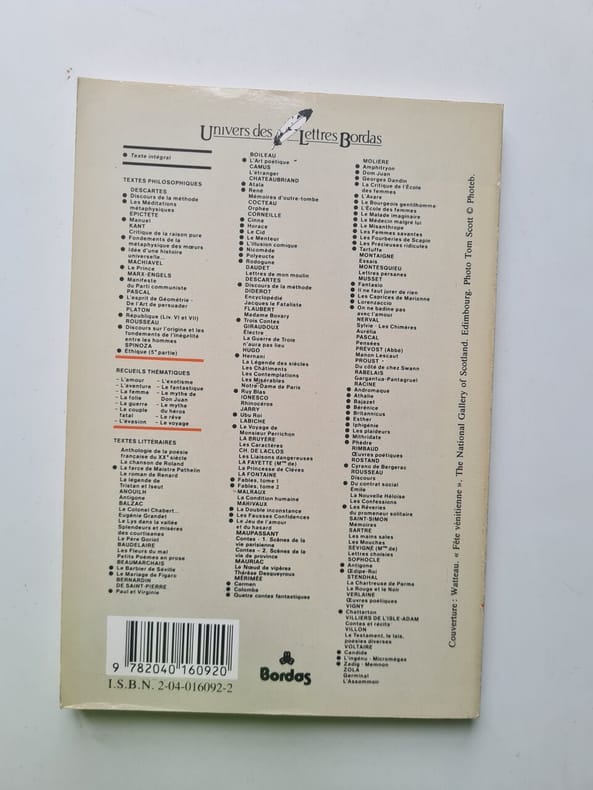 Univers des Lettres Bordas
● Texte intégral
TEXTES PHILOSOPHIQUES
DESCARTES
● Discours de la méthode
● Les Méditations
métaphysiques
ÉPICTÈTE
● Manuel
KANT
Critique de la raison pure
● Fondements de la
métaphysique des mœurs
● Idée d'une histoire
universelle...
MACHIAVEL
● Le Prince
MARX-ENGELS
● Manifeste
du Parti communiste
PASCAL
● L'esprit de Géométrie -
De l'Art de persuader
PLATON
● République (Liv. VI et VII)
ROUSSEAU
● Discours sur l'origine et les
fondements de l'inégalité
entre les hommes
SPINOZA
● Éthique (5e partie)
RECUEILS THÉMATIQUES
- L'amour
- L'aventure
- La femme
- La folie
- La guerre
- Le couple
fatal
- L'évasion
- L'exotisme
- Le fantastique
- Le mythe
Don Juan
- Le mythe
du héros
- Le rêve
- Le voyage
TEXTES LITTÉRAIRES
Anthologie de la poésie
française du XXe siècle
La chanson de Roland
● La farce de Maistre Pathelin
Le roman de Renard
La légende de
Tristan et Iseut
ANOUILH
Antigone
BALZAC
Le Colonel Chabert...
Eugénie Grandet
Le Lys dans la vallée
Splendeurs et misères
des courtisanes
Le Père Goriot
BAUDELAIRE
Les Fleurs du mal
Petits Poèmes en prose
BEAUMARCHAIS
● Le Barbier de Séville
● Le Mariage de Figaro
BERNARDIN
DE SAINT-PIERRE
● Paul et Virginie
BOILEAU
● L'Art poétique
CAMUS
L'étranger
CHATEAUBRIAND
● Atala
● René
Mémoires d'outre-tombe
COCTEAU
Orphée
CORNEILLE
● Cinna
● Horace
● Le Cid
● Le Menteur
● L'illusion comique
● Nicomède
● Polyeucte
● Rodogune
DAUDET
Lettres de mon moulin
DESCARTES
● Discours de la méthode
DIDEROT
Encyclopédie
Jacques le Fataliste
FLAUBERT
Madame Bovary
● Trois Contes
GIRAUDOUX
Électre
La Guerre de Troie
n'aura pas lieu
HUGO
● Hernani
La Légende des siècles
Les Châtiments
Les Contemplations
Les Misérables
Notre-Dame de Paris
● Ruy Blas
IONESCO
Rhinocéros
JARRY
● Ubu Roi
LABICHE
● Le Voyage de
Monsieur Perrichon
LA BRUYÈRE
Les Caractères
CH. DE LACLOS
Les Liaisons dangereuses
LA FAYETTE (Mme de)
La Princesse de Clèves
LA FONTAINE
● Fables, tome 1
● Fables, tome 2
MALRAUX
La Condition humaine
MARIVAUX
● La Double inconstance
● Les Fausses Confidences
● Le Jeu de l'amour
et du hasard
MAUPASSANT
Contes - 1. Scènes de la
vie parisienne
Contes - 2. Scènes de la
vie de province
MAURIAC
Le Nœud de vipères
Thérèse Desqueyroux
MÉRIMÉE
● Carmen
● Colomba
● Quatre contes fantastiques
MOLIÈRE
● Amphitryon
● Dom Juan
● Georges Dandin
● La Critique de l'École
des femmes
● L'Avare
● Le Bourgeois gentilhomme
● L'École des femmes
● Le Malade imaginaire
● Le Médecin malgré lui
● Le Misanthrope
● Les Femmes savantes
● Les Fourberies de Scapin
● Les Précieuses ridicules
● Tartuffe
MONTAIGNE
Essais
MONTESQUIEU
Lettres persanes
MUSSET
● Fantasio
● Il ne faut jurer de rien
● Les Caprices de Marianne
● Lorenzaccio
● On ne badine pas
avec l'amour
NERVAL
Sylvie - Les Chimères
Aurélia
PASCAL
Pensées
PRÉVOST (Abbé)
Manon Lescaut
PROUST
Du côté de chez Swann
RABELAIS
Gargantua-Pantagruel
RACINE
● Andromaque
● Athalie
● Bajazet
● Bérénice
● Britannicus
● Esther
● Iphigénie
● Les plaideurs
● Mithridate
● Phèdre
RIMBAUD
Œuvres poétiques
ROSTAND
● Cyrano de Bergerac
ROUSSEAU
Discours
● Du contrat social
Émile
La Nouvelle Héloïse
Les Confessions
● Les Rêveries
du promeneur solitaire
SAINT-SIMON
Mémoires
SARTRE
Les mains sales
Les Mouches
SÉVIGNÉ (Mme de)
Lettres choisies
SOPHOCLE
● Antigone
● Œdipe-Roi
STENDHAL
La Chartreuse de Parme
Le Rouge et le Noir
VERLAINE
Œuvres poétiques
VIGNY
● Chatterton
VILLIERS DE L'ISLE-ADAM
Contes et récits
VILLON
Le Testament, le lais,
poésies diverses
VOLTAIRE
● Candide
● L'ingénu - Micromégas
● Zadig - Memnon
ZOLA
Germinal
L'Assommoir
Couverture : Watteau. « Fête vénitienne ». The National Gallery of Scotland. Edimbourg. Photo Tom Scott © Photeb.
9 782040 160920
I.S.B.N. 2-04-016092-2
Bordas